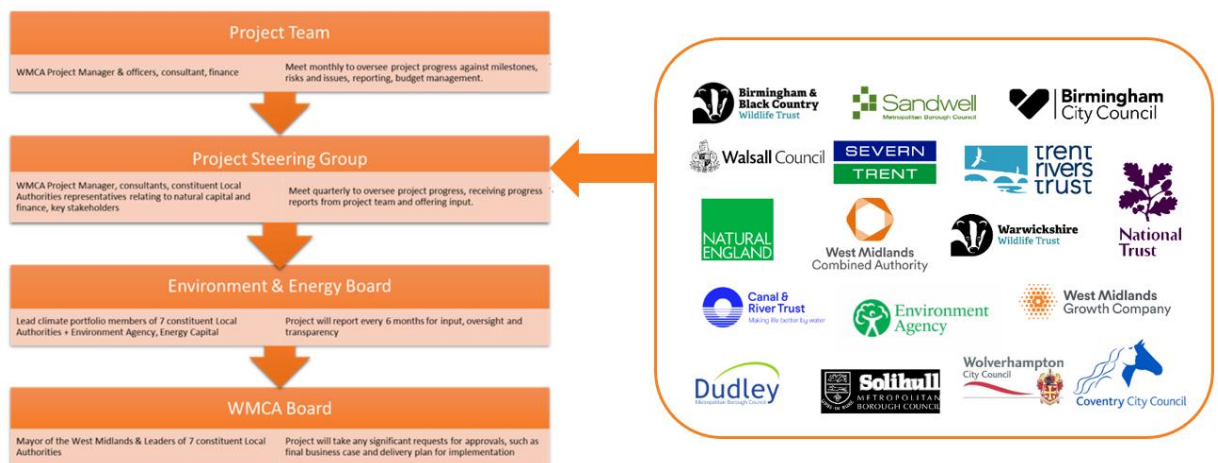 Project Team
WMCA Project Manager & officers, consultant, finance
Meet monthly to oversee project progress against milestones,
risks and issues, reporting, budget management.
Project Steering Group
WMCA Project Manager, consultants, constituent Local
Authorities representatives relating to natural capital and
finance, key stakeholders
Meet quarterly to oversee project progress, receiving progress
reports from project team and offering input.
Environment & Energy Board
Lead climate portfolio members of 7 constituent Local
Authorities + Environment Agency, Energy Capital
Project will report every 6 months for input, oversight and
transparency
WMCA Board
Mayor of the West Midlands & Leaders of 7 constituent Local
Authorities
Project will take any significant requests for approvals, such as
final business case and delivery plan for implementation
Birmingham &
Black Country
Wildlife Trust
Sandwell
Metropolitan Borough Council
Birmingham
City Council
Walsall Council
SEVERN
TRENT
trent
rivers
trust
National
Trust
NATURAL
ENGLAND
West Midlands
Combined Authority
Warwickshire
Wildlife Trust
Canal &
River Trust
Making life better by water
Environment
Agency
West Midlands
Growth Company
Dudley
Metropolitan Borough Council
Solihull
METROPOLITAN
BOROUGH COUNCIL
Wolverhampton
City Council
Coventry City Council